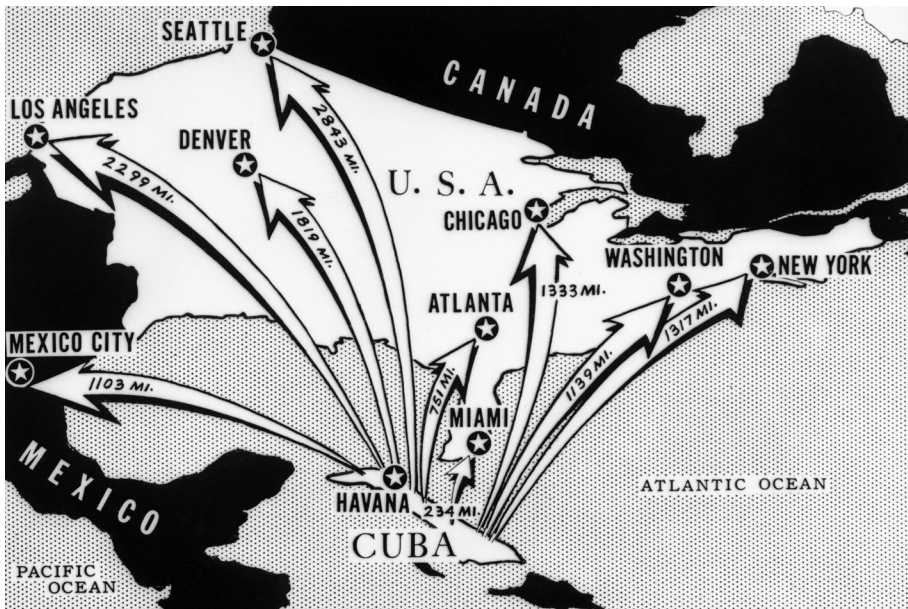 SEATTLE
CANADA
LOS ANGELES
2843 MI.
DENVER
2299 MI.
U. S. A.
1819 MI.
CHICAGO
WASHINGTON
NEW YORK
1333 MI.
ATLANTA
1317 MI.
MEXICO CITY
1103 MI.
751 MI.
1139 MI.
MIAMI
MEXICO
HAVANA
234 MI.
ATLANTIC OCEAN
CUBA
PACIFIC
OCEAN